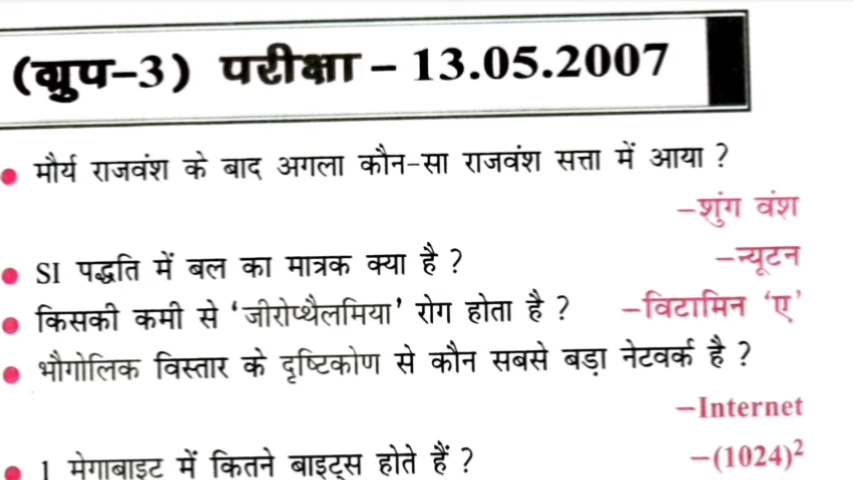 (ग्रुप-3) परीक्षा – 13.05.2007
मौर्य राजवंश के बाद अगला कौन-सा राजवंश सत्ता में आया ?
–शुंग वंश
SI पद्धति में बल का मात्रक क्या है ? –न्यूटन
किसकी कमी से ‘जीरोप्थैलमिया’ रोग होता है ? –विटामिन ‘ए’
भौगोलिक विस्तार के दृष्टिकोण से कौन सबसे बड़ा नेटवर्क है ?
–Internet
1 मेगाबाइट में कितने बाइट्स होते हैं ? –(1024)²